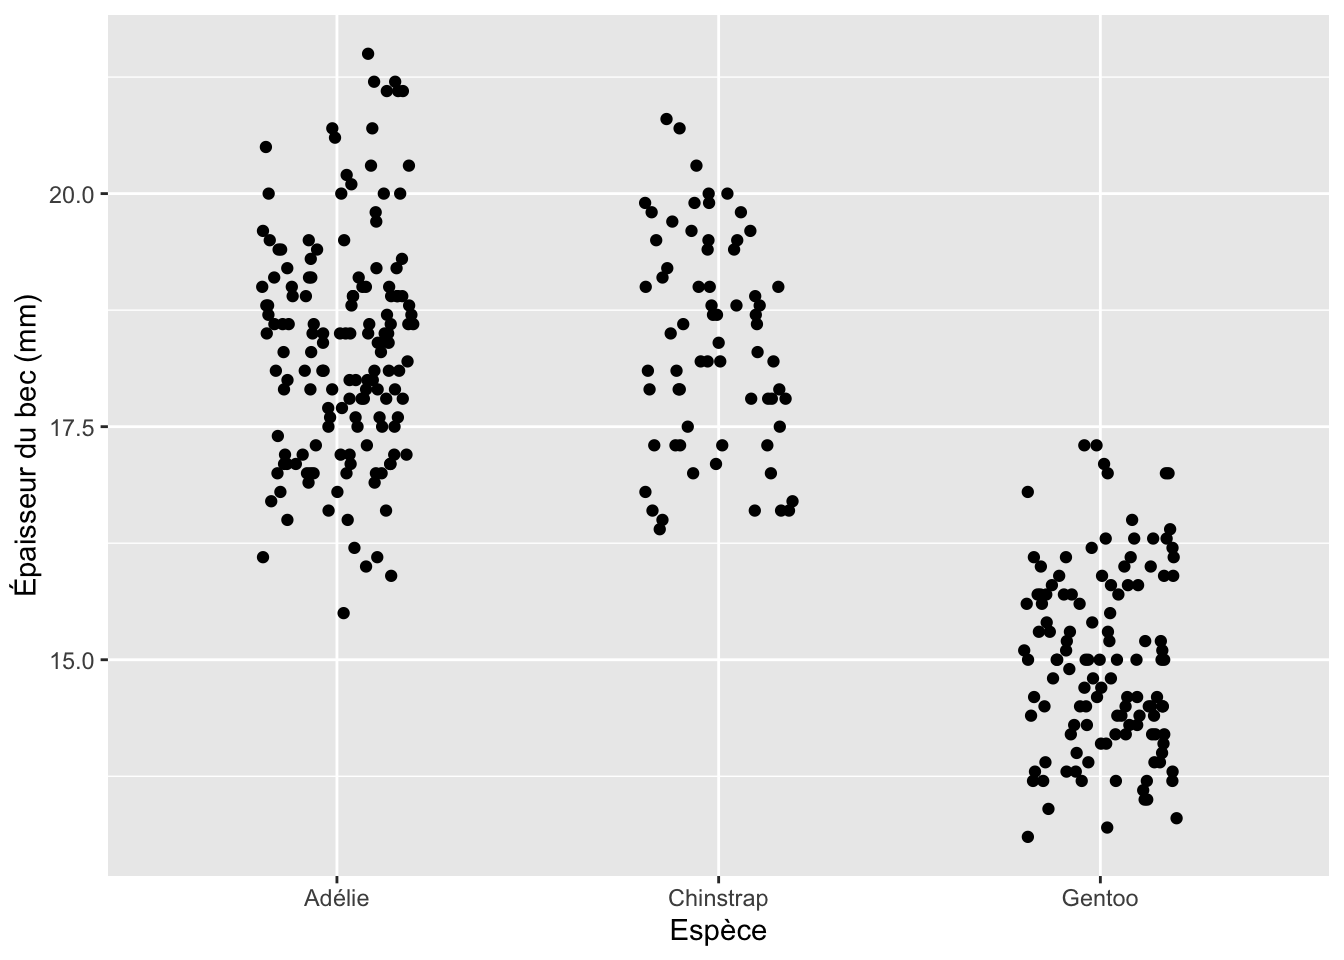 Épaisseur du bec (mm)
20.0
17.5
15.0
Adélie Chinstrap Gentoo
Espèce